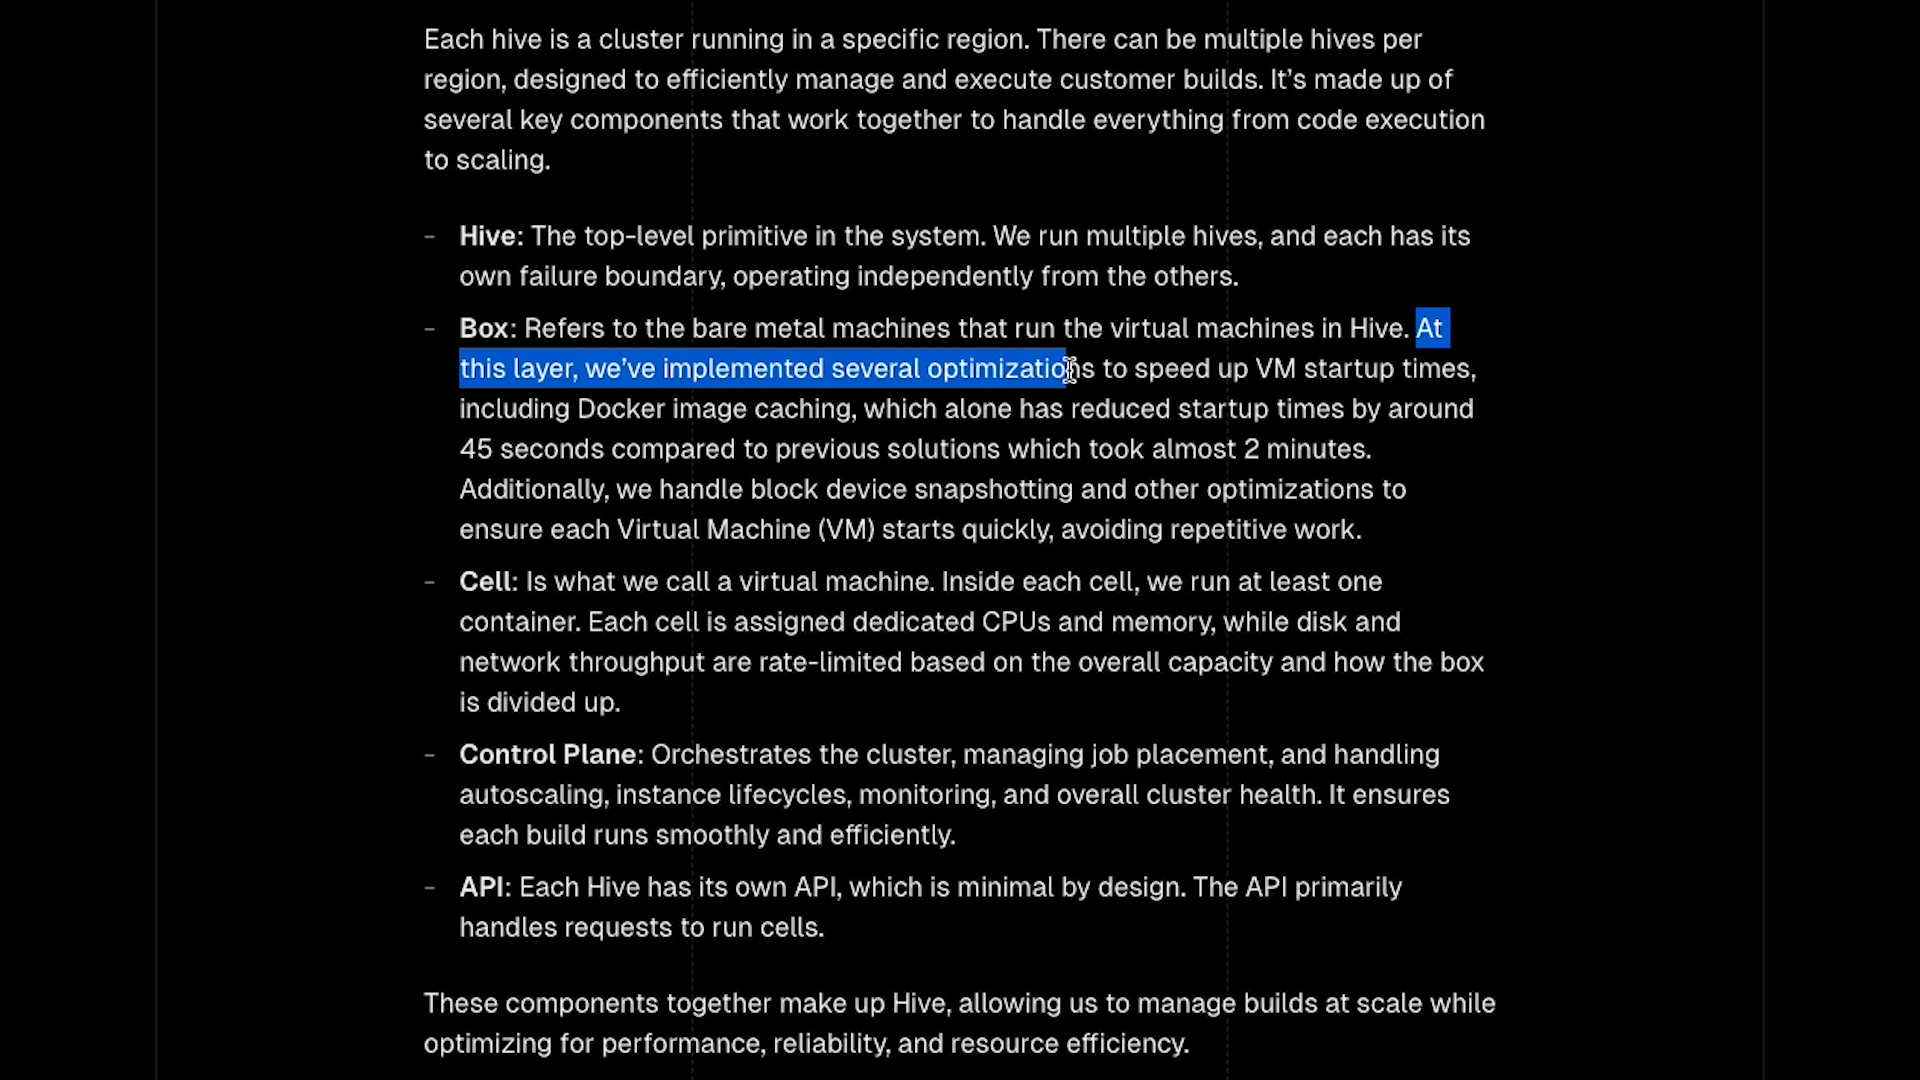 Each hive is a cluster running in a specific region. There can be multiple hives per
region, designed to efficiently manage and execute customer builds. It’s made up of
several key components that work together to handle everything from code execution
to scaling.
- Hive: The top-level primitive in the system. We run multiple hives, and each has its
own failure boundary, operating independently from the others.
- Box: Refers to the bare metal machines that run the virtual machines in Hive. At
this layer, we’ve implemented several optimizations to speed up VM startup times,
including Docker image caching, which alone has reduced startup times by around
45 seconds compared to previous solutions which took almost 2 minutes.
Additionally, we handle block device snapshotting and other optimizations to
ensure each Virtual Machine (VM) starts quickly, avoiding repetitive work.
- Cell: Is what we call a virtual machine. Inside each cell, we run at least one
container. Each cell is assigned dedicated CPUs and memory, while disk and
network throughput are rate-limited based on the overall capacity and how the box
is divided up.
- Control Plane: Orchestrates the cluster, managing job placement, and handling
autoscaling, instance lifecycles, monitoring, and overall cluster health. It ensures
each build runs smoothly and efficiently.
- API: Each Hive has its own API, which is minimal by design. The API primarily
handles requests to run cells.
These components together make up Hive, allowing us to manage builds at scale while
optimizing for performance, reliability, and resource efficiency.